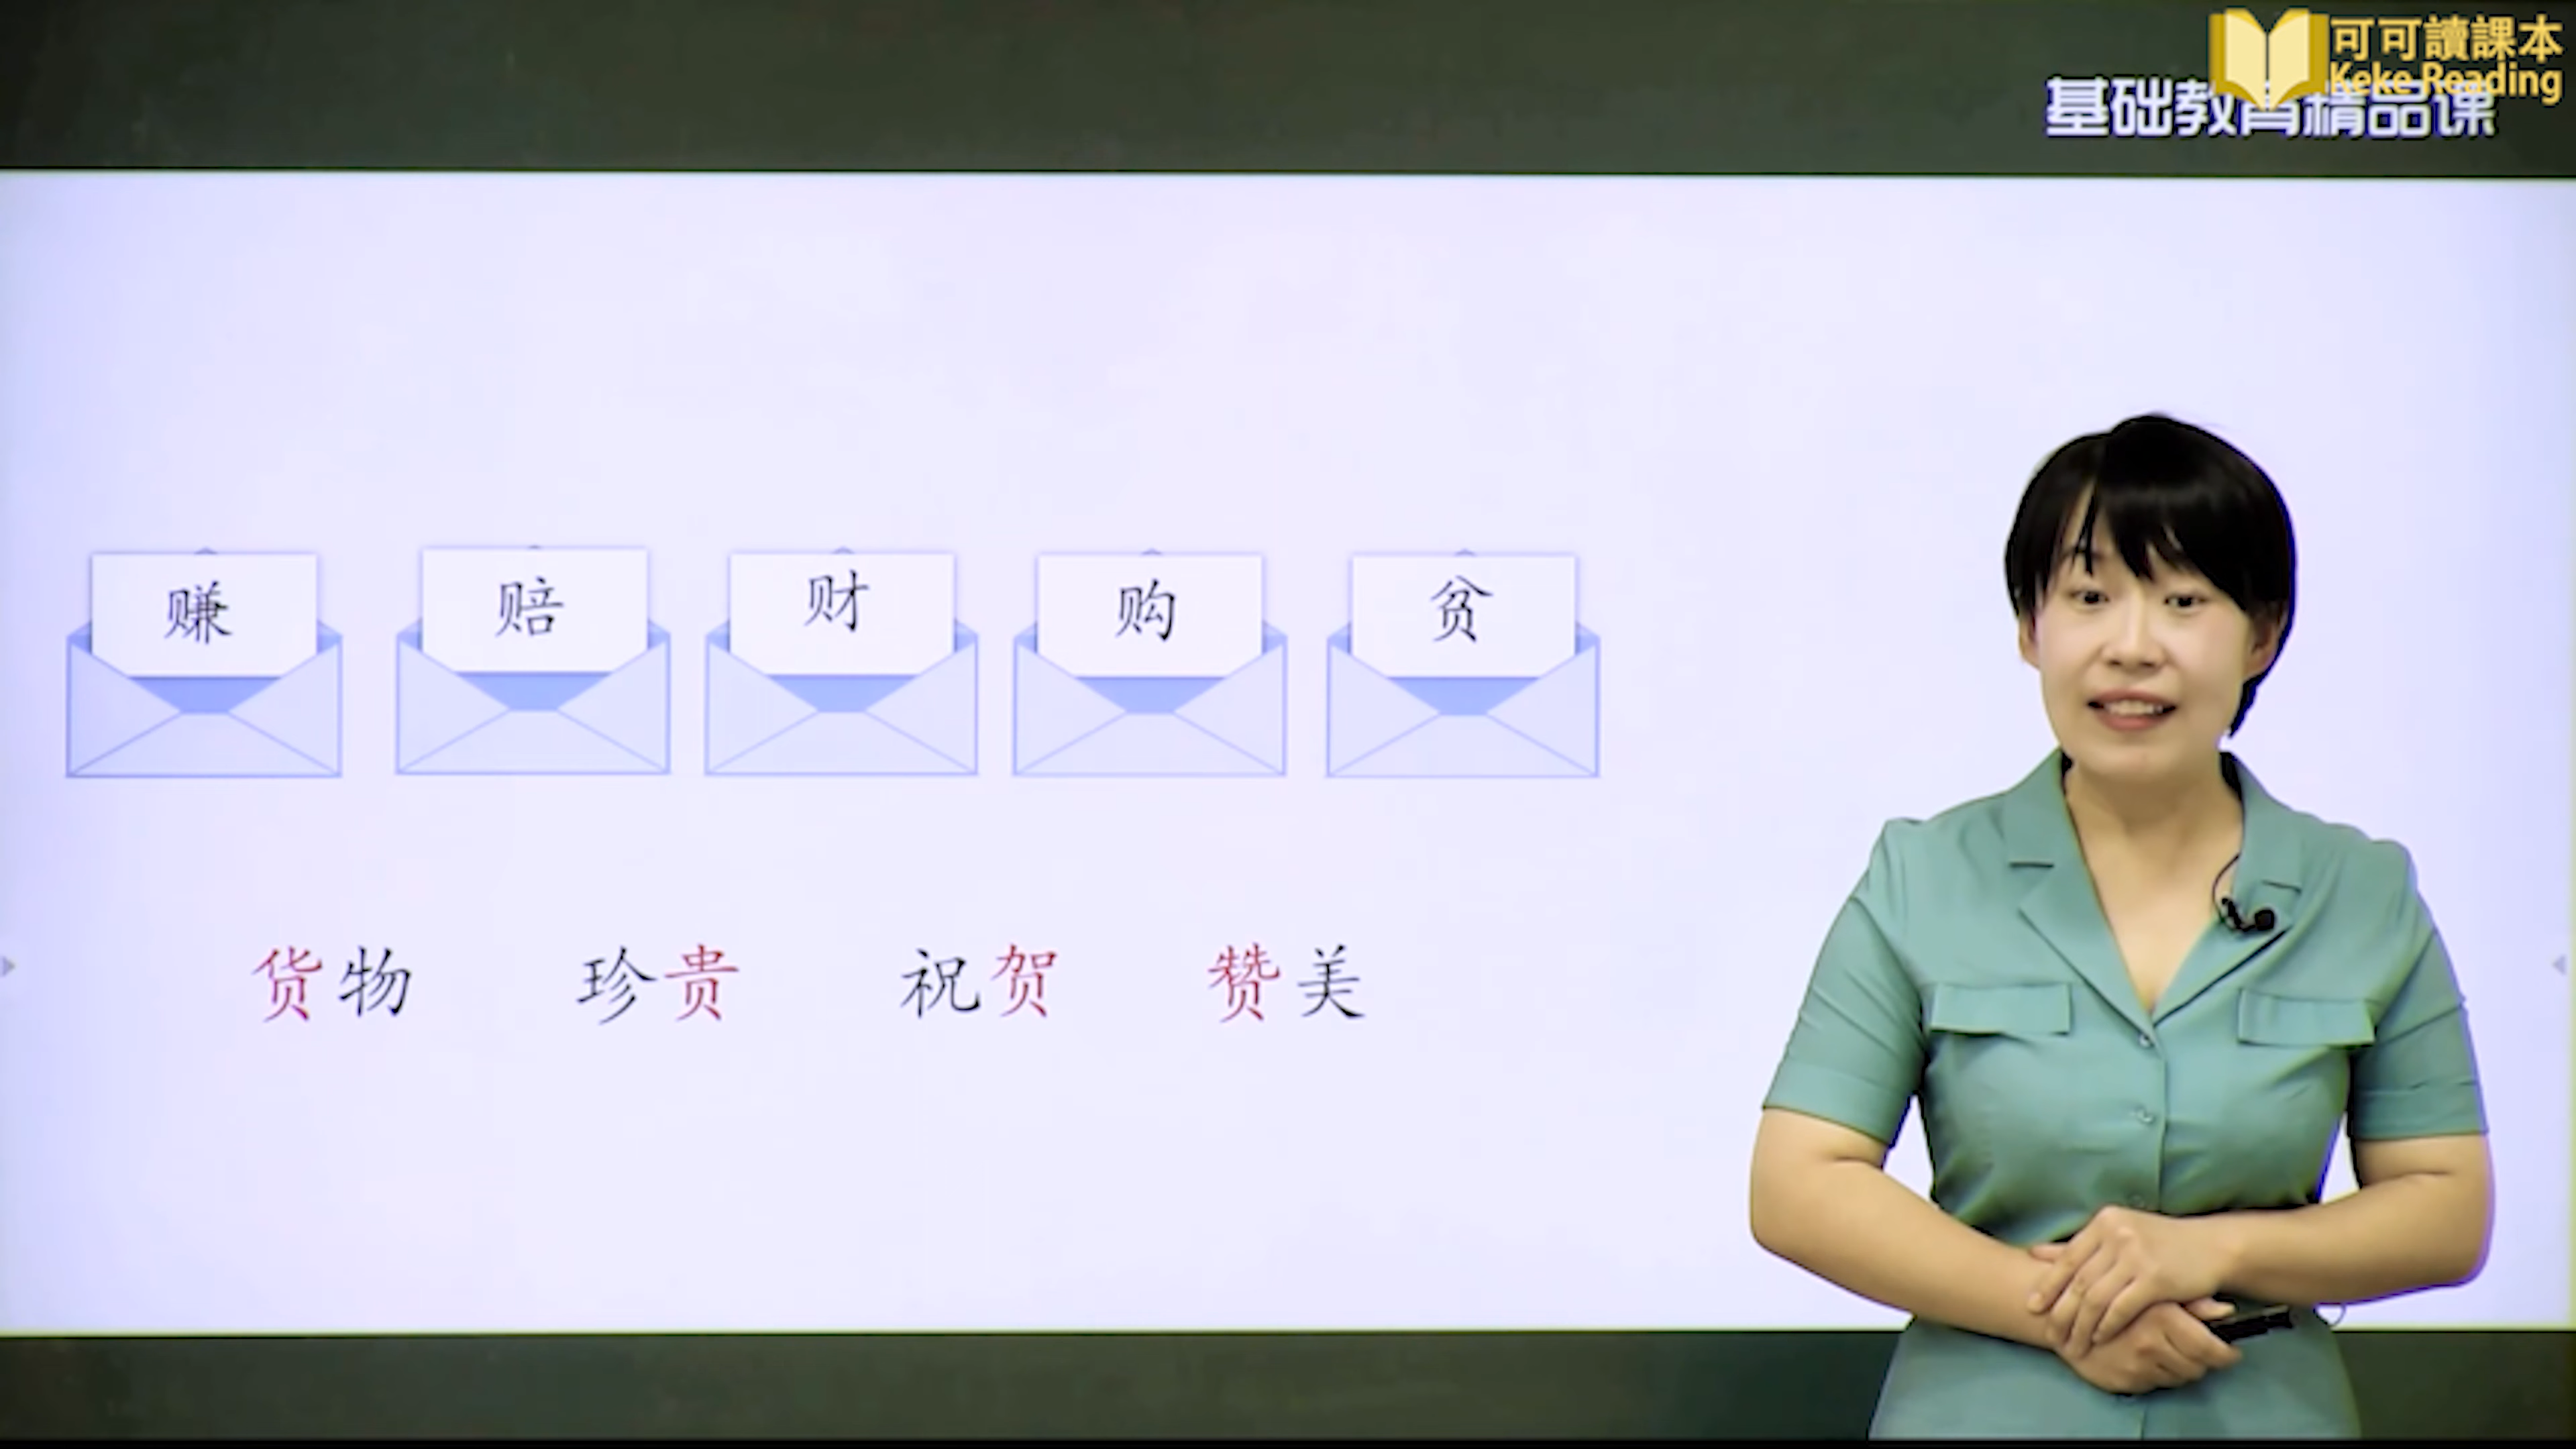 可可讀課本
Keke Reading
基础教育精品课
赚 赔 财 购 贫
货物 珍贵 祝贺 赞美